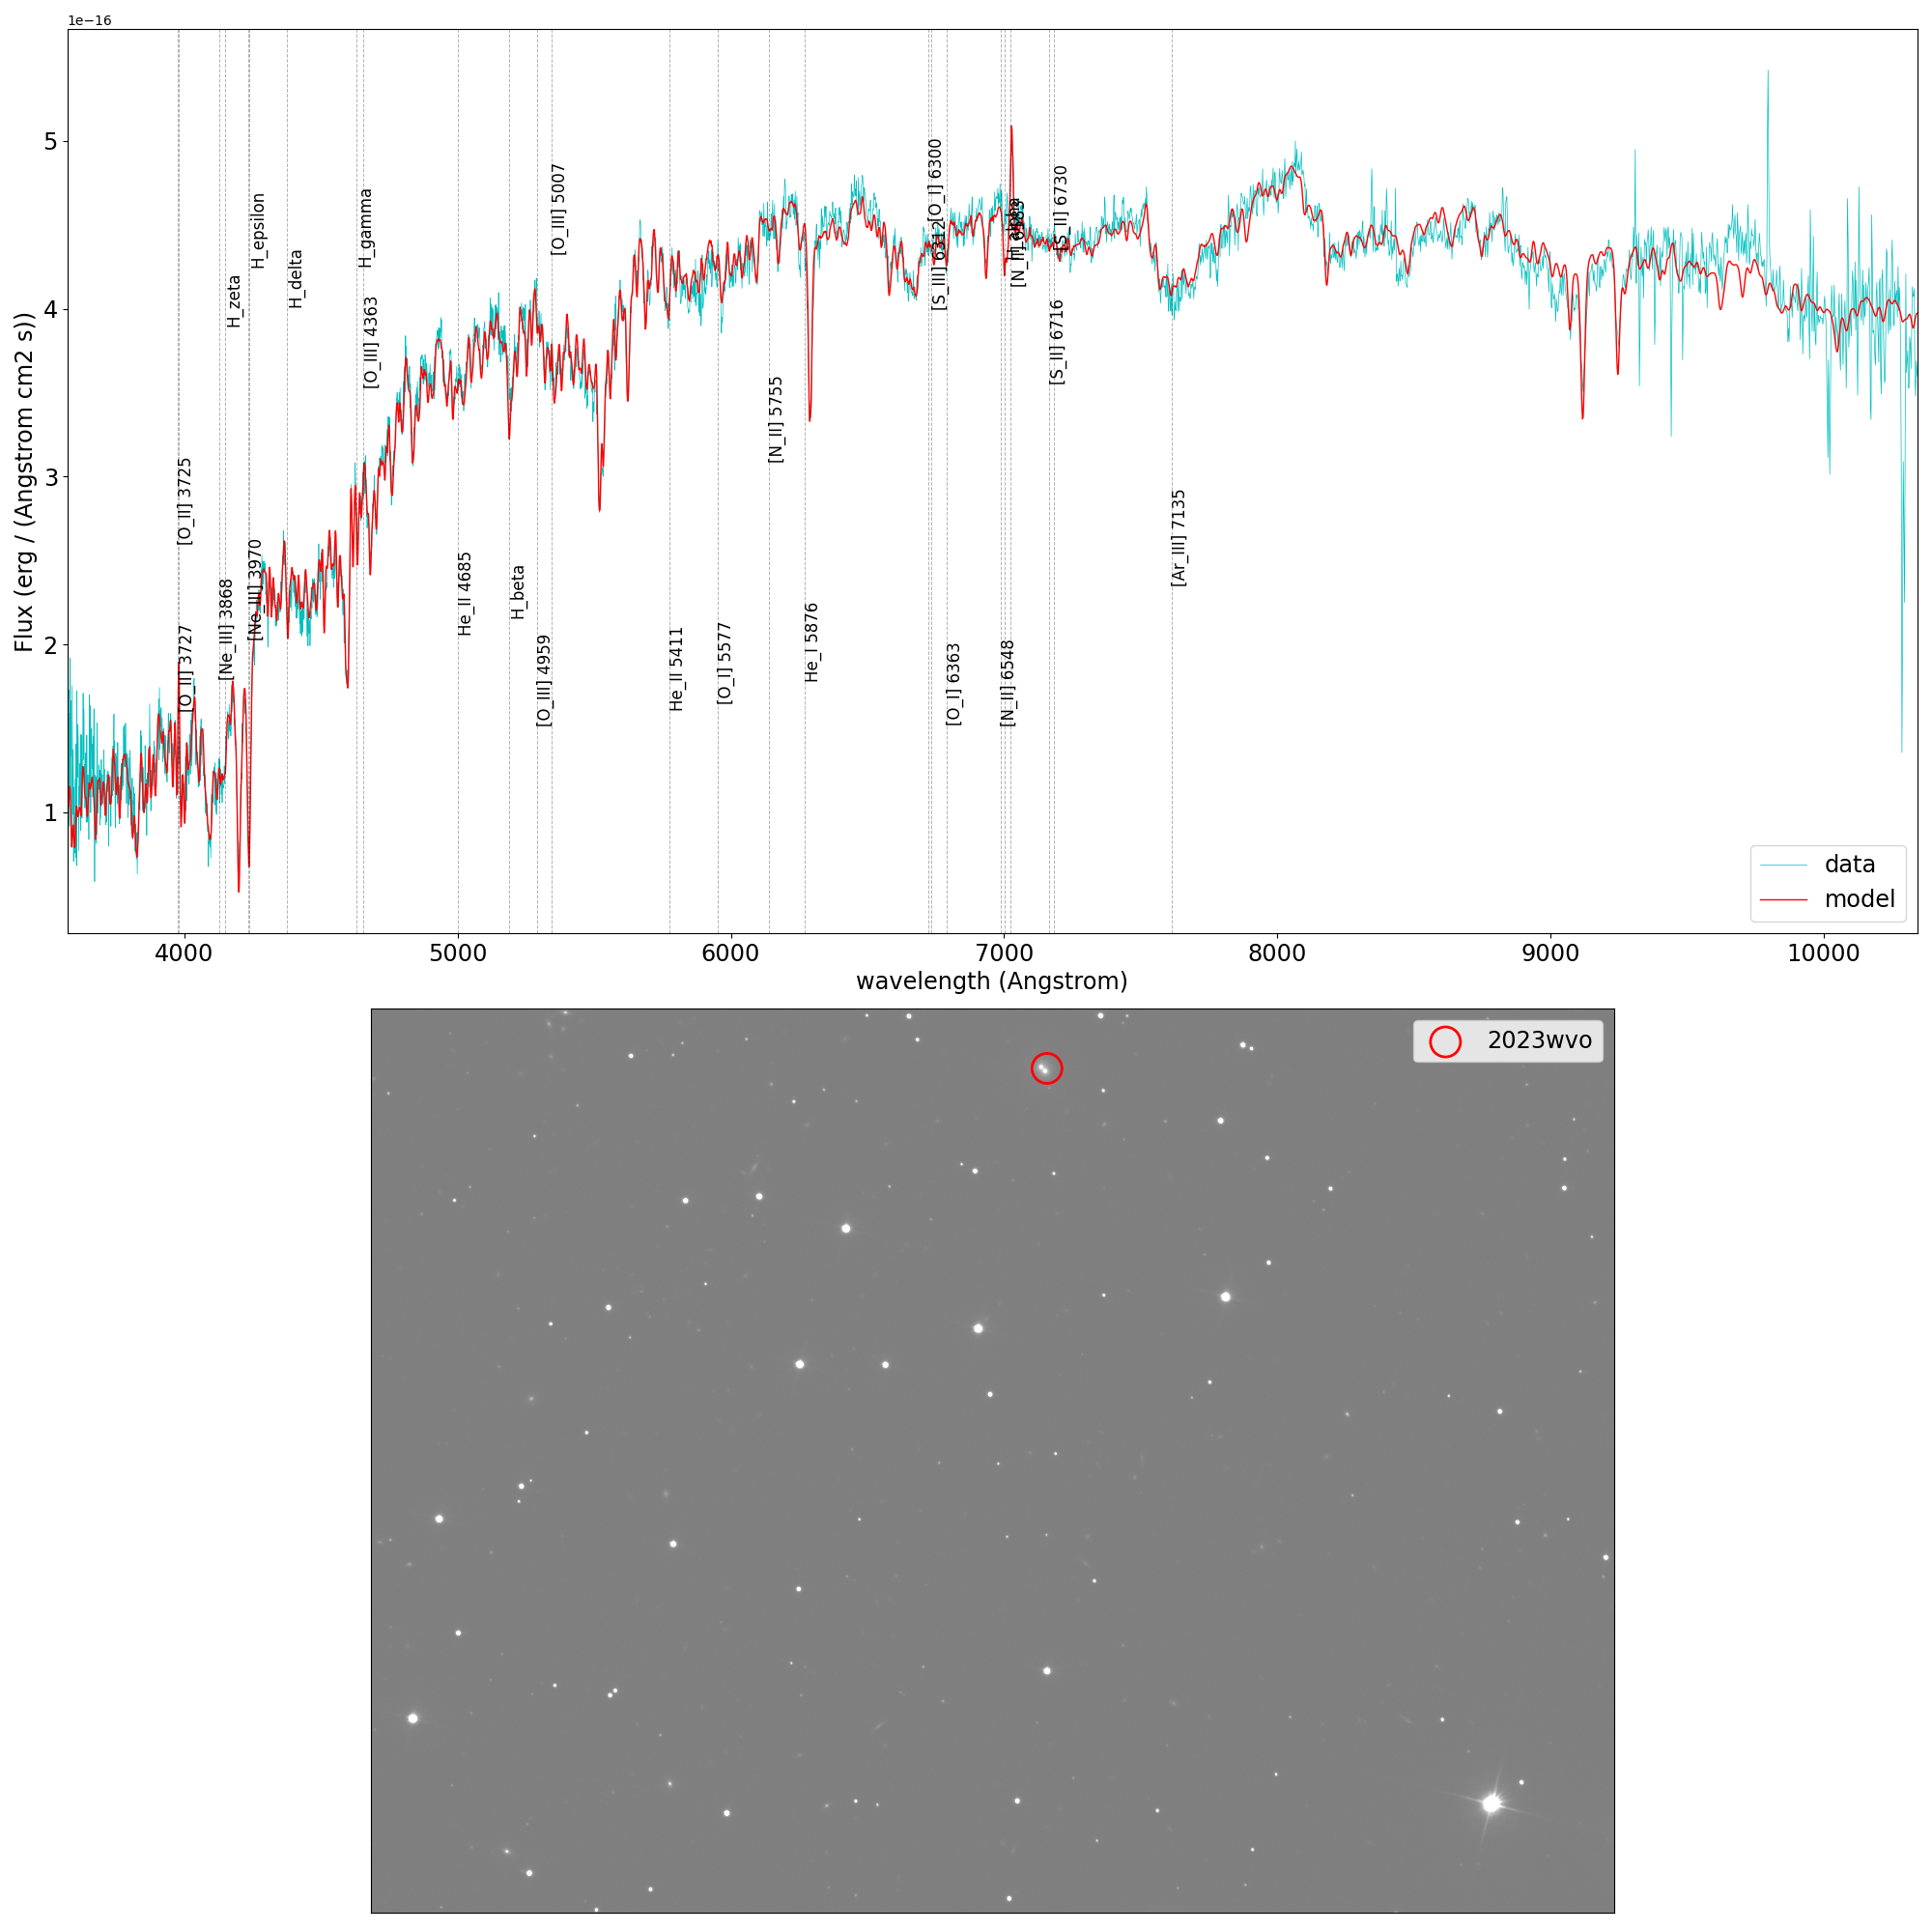 1e−16
Flux (erg / (Angstrom cm2 s))
5
4
3
2
1
[O_II] 3725
[O_II] 3727
[Ne_III] 3868
H_zeta
[Ne_III] 3970
H_epsilon
H_delta
H_gamma
[O_III] 4363
He_II 4685
H_beta
[O_III] 4959
[O_III] 5007
He_II 5411
[O_I] 5577
[N_II] 5755
He_I 5876
[O_I] 6300
[S_III] 6312
[O_I] 6363
[N_II] 6548
[S_II] 6716
[S_II] 6730
[Ar_III] 7135
data
model
4000 5000 6000 7000 8000 9000 10000
wavelength (Angstrom)
2023wvo